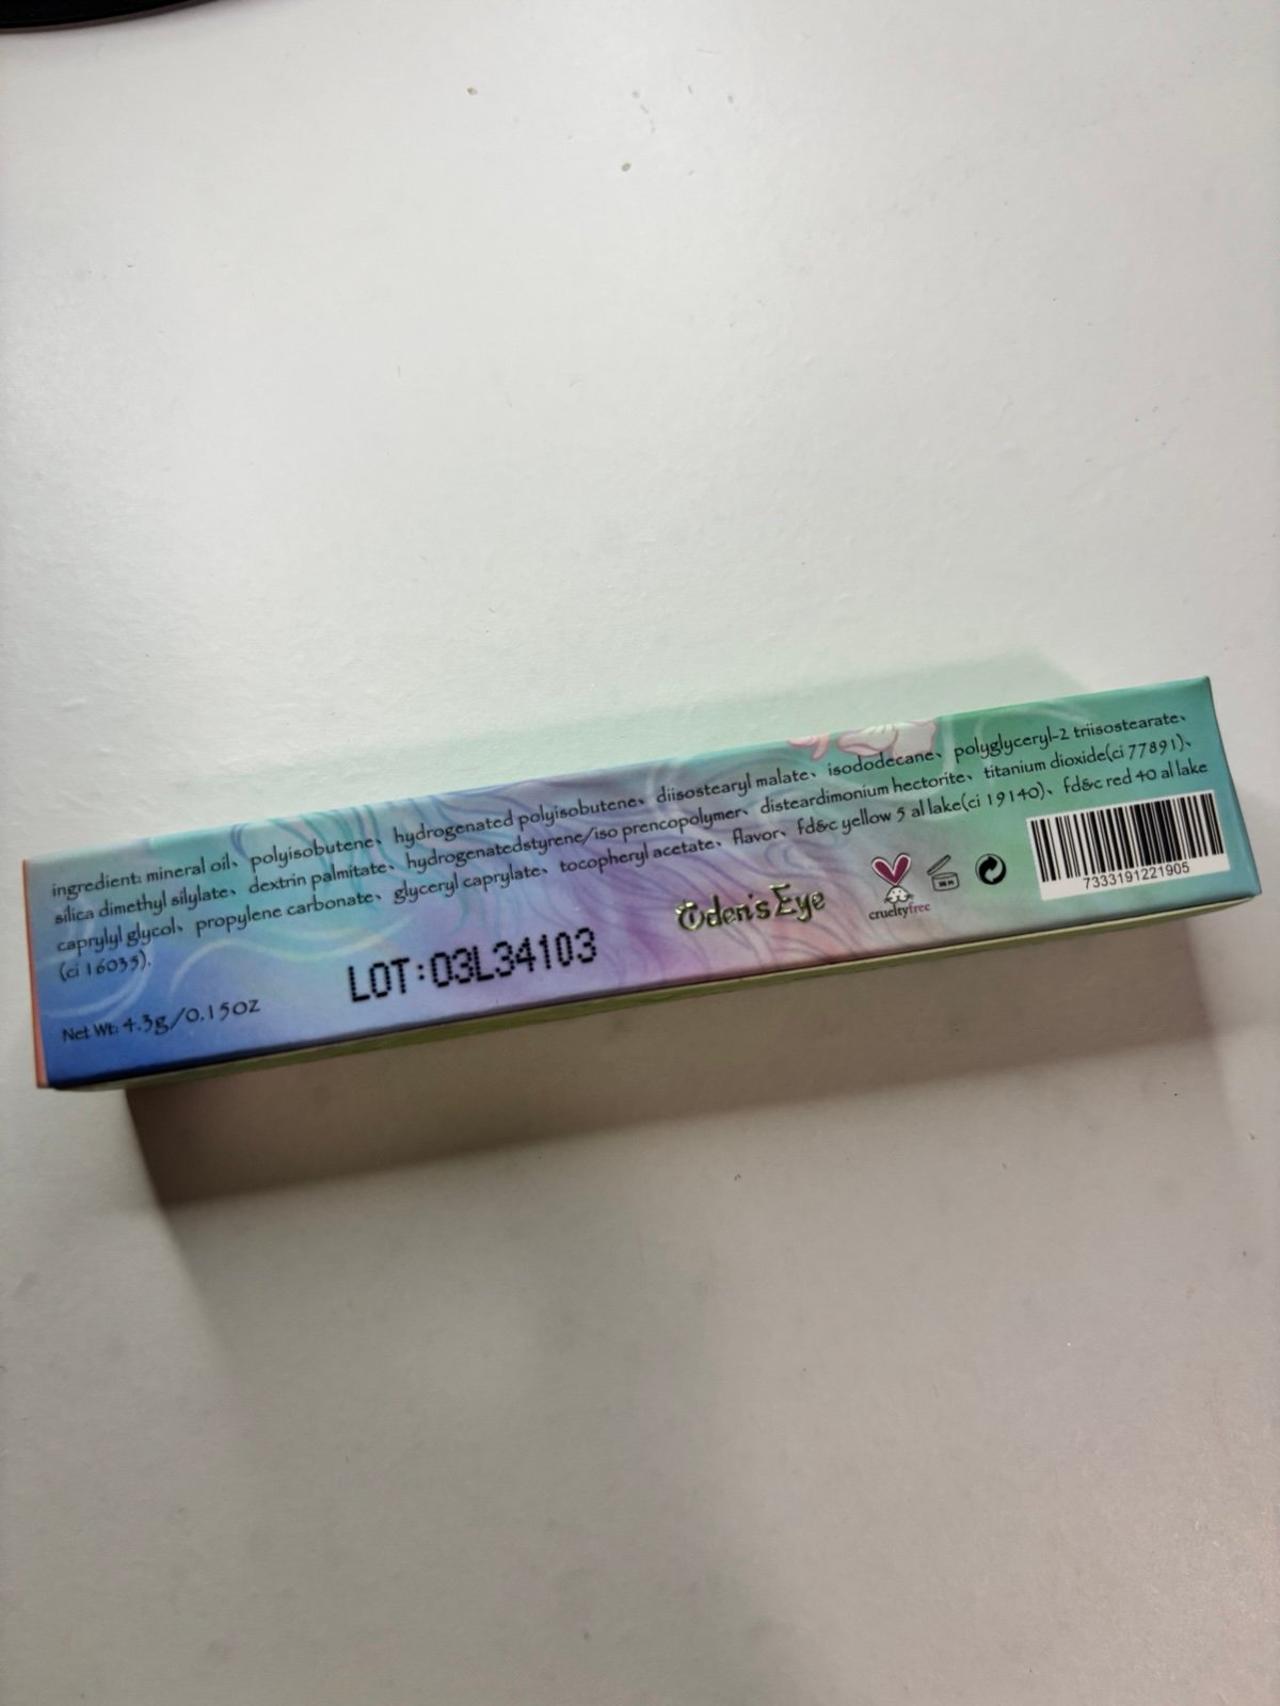 ingredient: mineral oil、polyisobutene、hydrogenated polyisobutene、diisostearyl malate、isododecane、polyglyceryl-2 triisostearate、
silica dimethyl silylate、dextrin palmitate、hydrogenatedstyrene/iso prencopolymer、disteardimonium hectorite、titanium dioxide(ci 77891)、
caprylyl glycol、propylene carbonate、glyceryl caprylate、tocopheryl acetate、flavor、fd&c yellow 5 al lake(ci 19140)、fd&c red 40 al lake
(ci 16035).
Net Wt: 4.3g/0.15oz
LOT:03L34103
Oden's Eye
crueltyfree
7333191221905